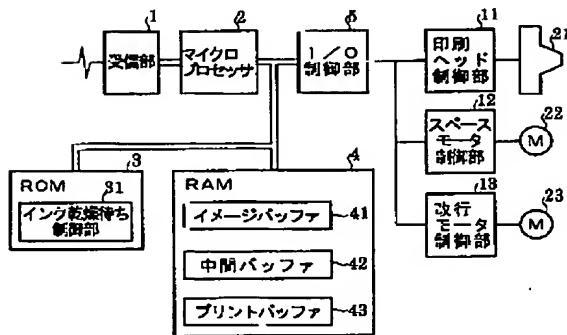 1
受信部
2
マイクロ
プロセッサ
5
I/O
制御部
11
印刷
ヘッド
制御部
21
12
スペース
モータ
制御部
22
M
13
改行
モータ
制御部
23
M
3
ROM
31
インク乾燥待ち
制御部
4
RAM
イメージバッファ
41
中間バッファ
42
プリントバッファ
43